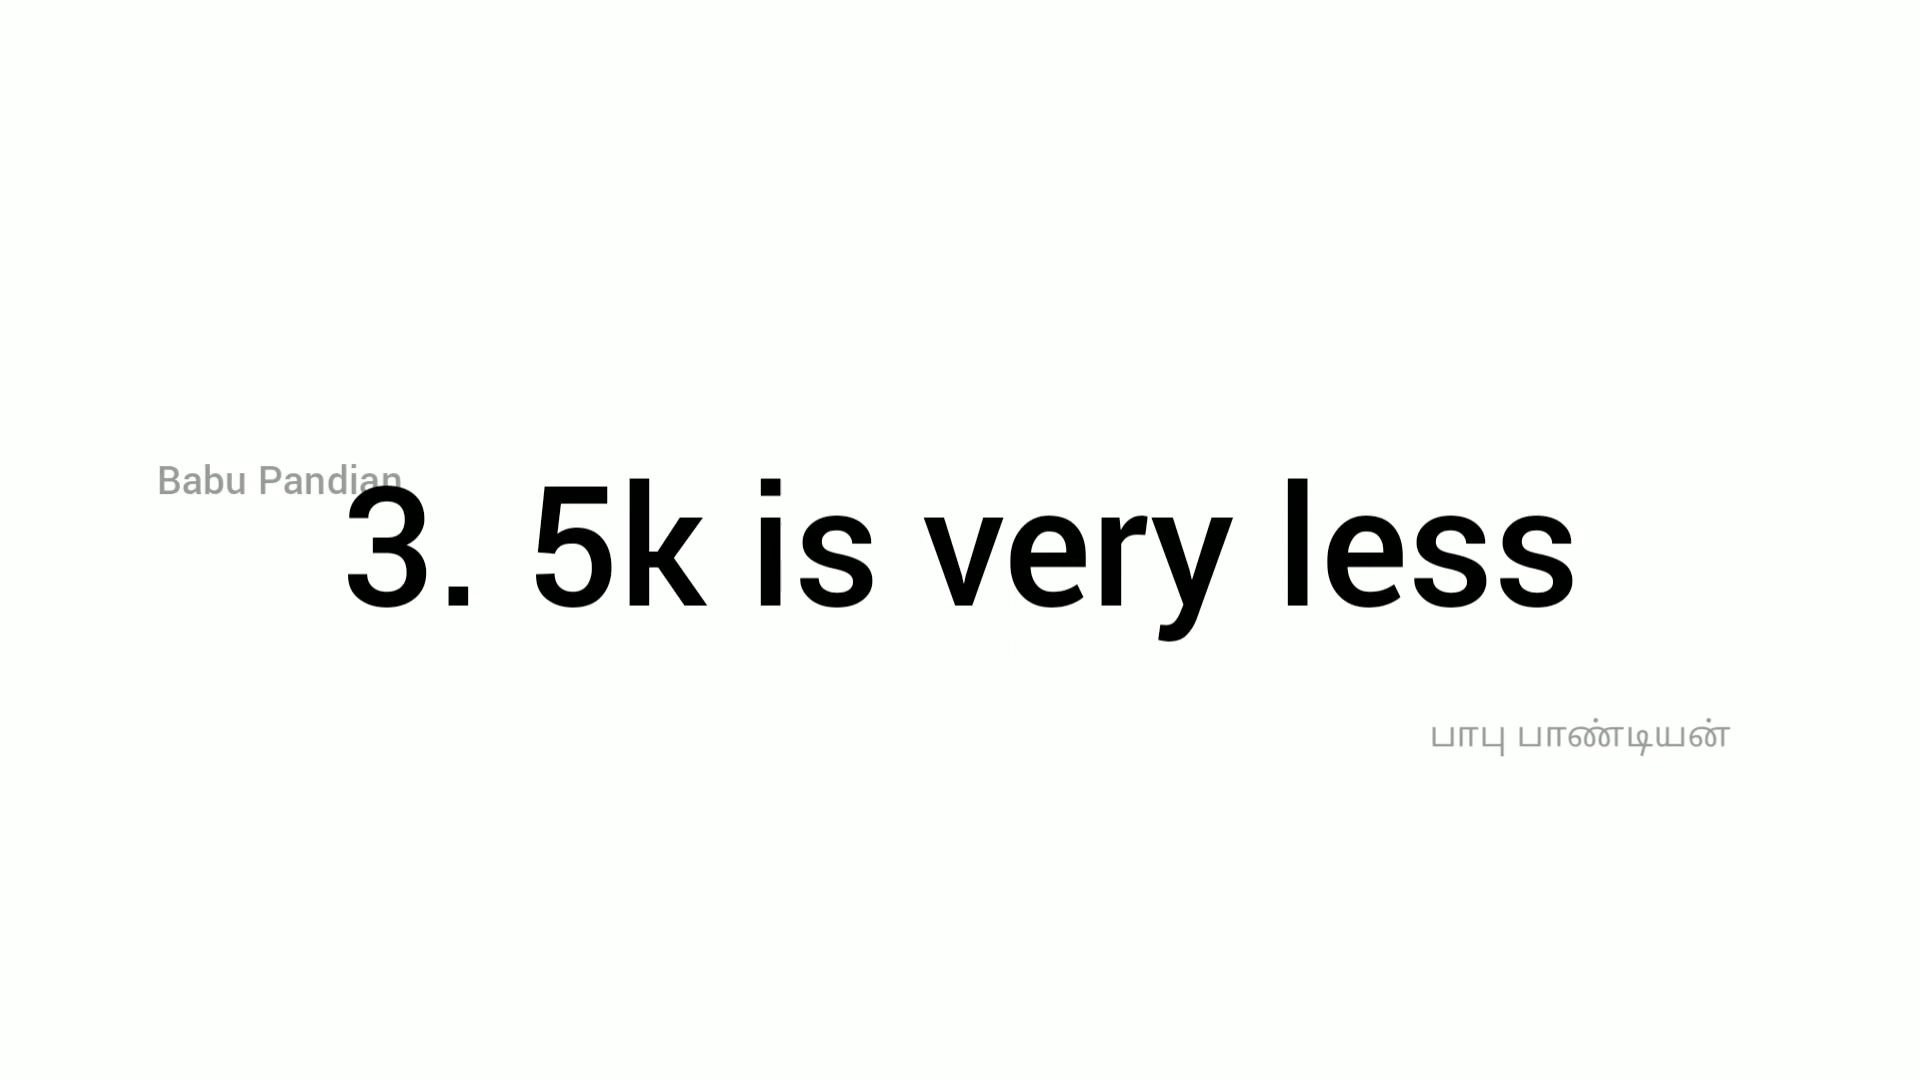 Babu Pandian
3. 5k is very less
பாபு பாண்டியன்